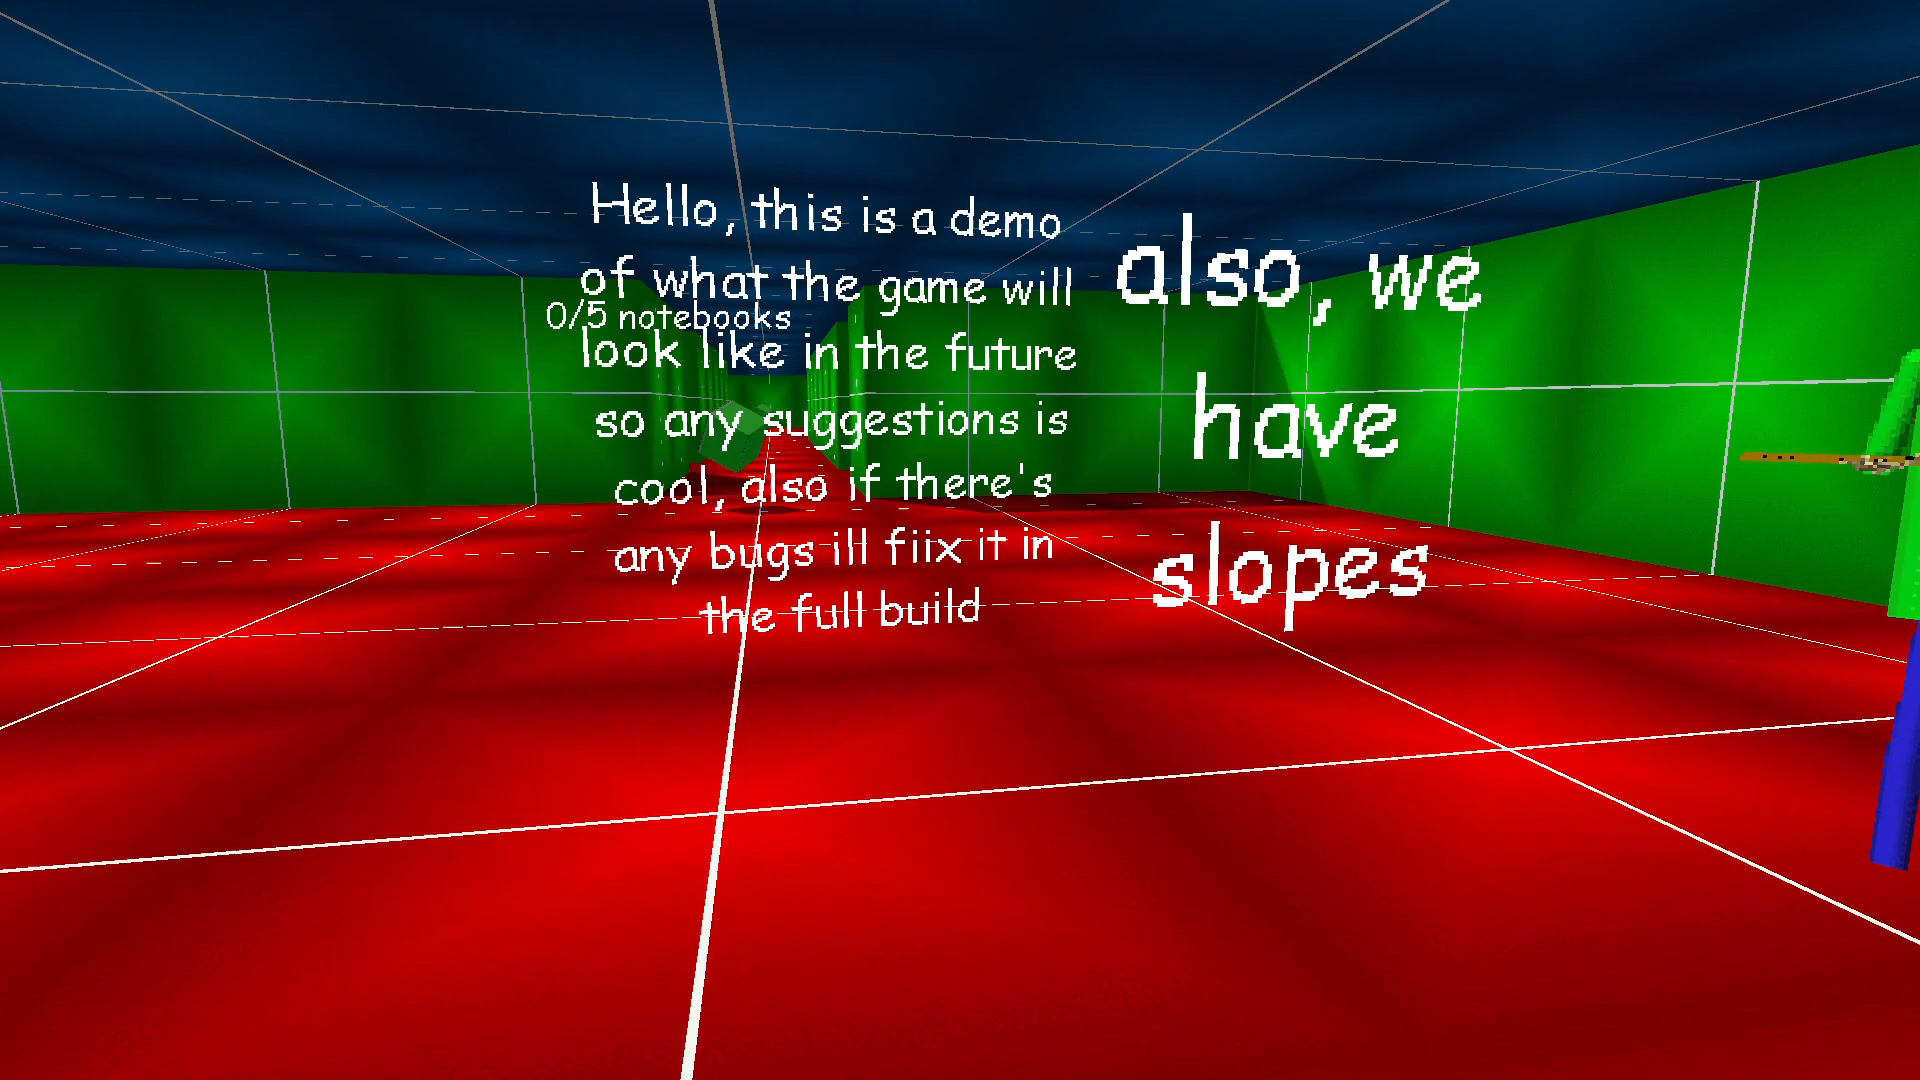 Hello, this is a demo
of what the game will
0/5 notebooks
look like in the future
so any suggestions is
cool, also if there's
any bugs ill fiix it in
the full build
also, we
have
slopes